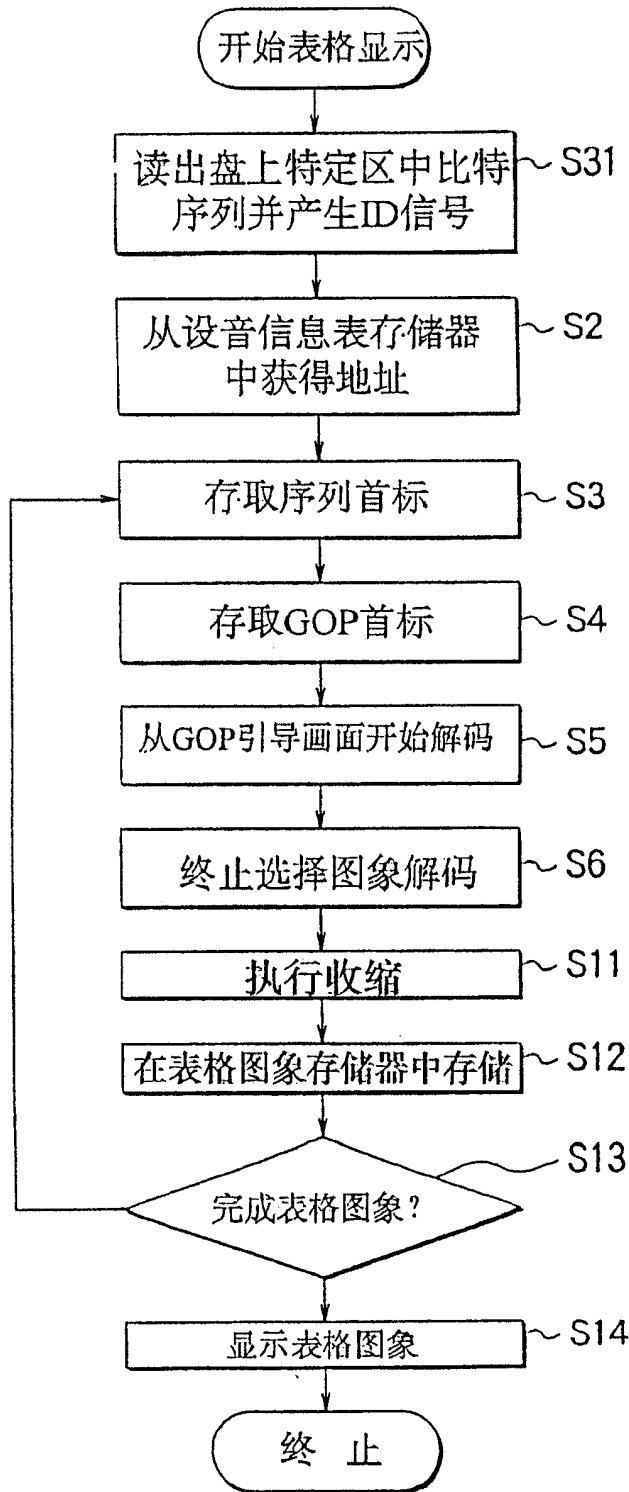 开始表格显示
读出盘上特定区中比特
序列并产生ID信号
S31
从设音信息表存储器
中获得地址
S2
存取序列首标
S3
存取GOP首标
S4
从GOP引导画面开始解码
S5
终止选择图象解码
S6
执行收缩
S11
在表格图象存储器中存储
S12
完成表格图象?
S13
显示表格图象
S14
终 止